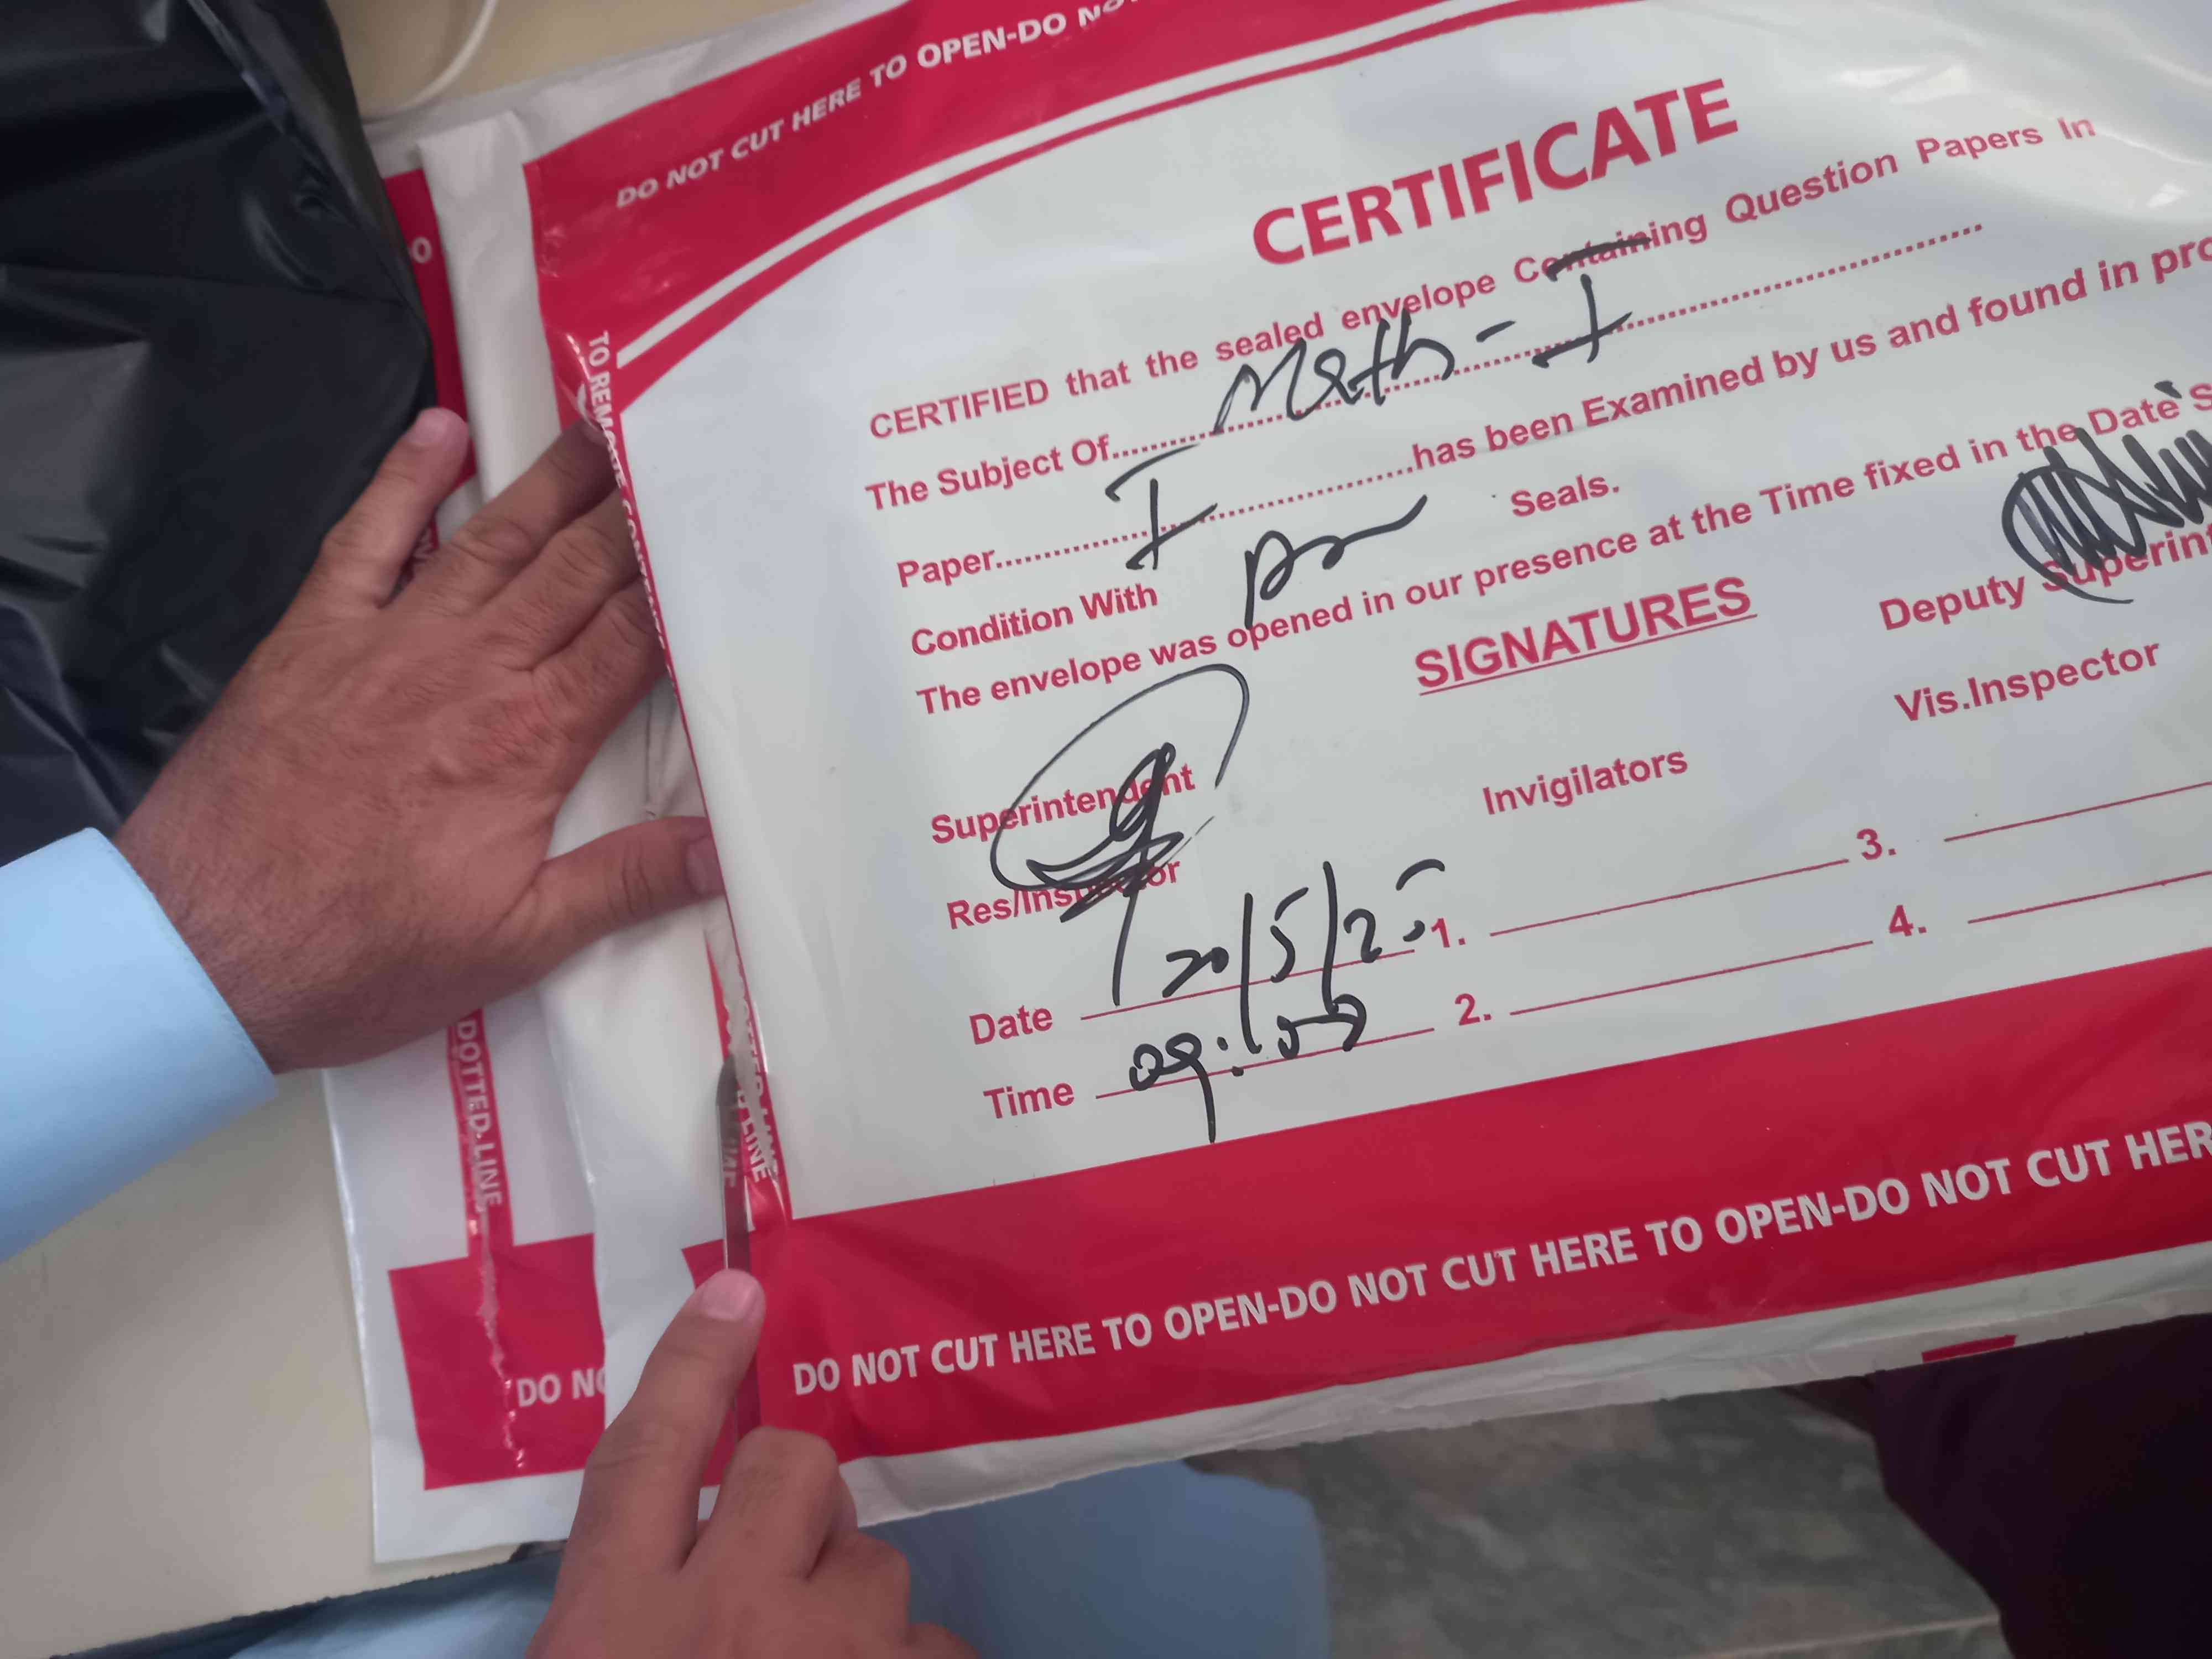 DO NOT CUT HERE TO OPEN-DO NO
CERTIFICATE
CERTIFIED that the sealed envelope Containing Question Papers In
The Subject Of.....Math-I.....
Paper.....I.....has been Examined by us and found in pro
Condition With Seals.
The envelope was opened in our presence at the Time fixed in the Date`s
SIGNATURES
Superintendent
Deputy Superint
Res/Inspector
Invigilators
Vis.Inspector
Date 20/5/25
1.
3.
Time
2.
4.
DO NOT CUT HERE TO OPEN-DO NOT CUT HERE TO OPEN-DO NOT CUT HER
DOTTED LINE
DO NO